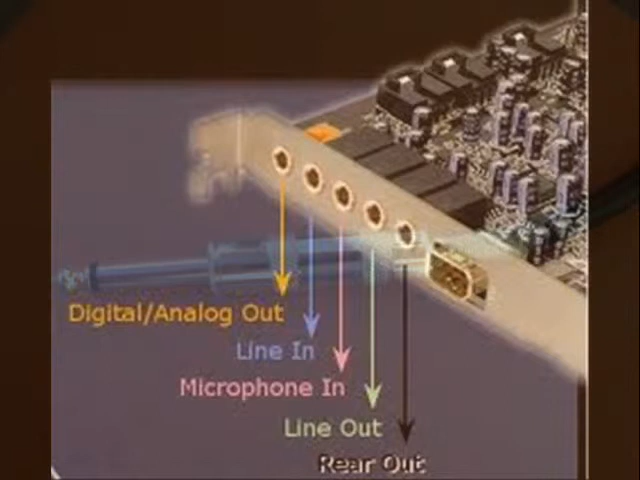 Digital/Analog Out
Line In
Microphone In
Line Out
Rear Out